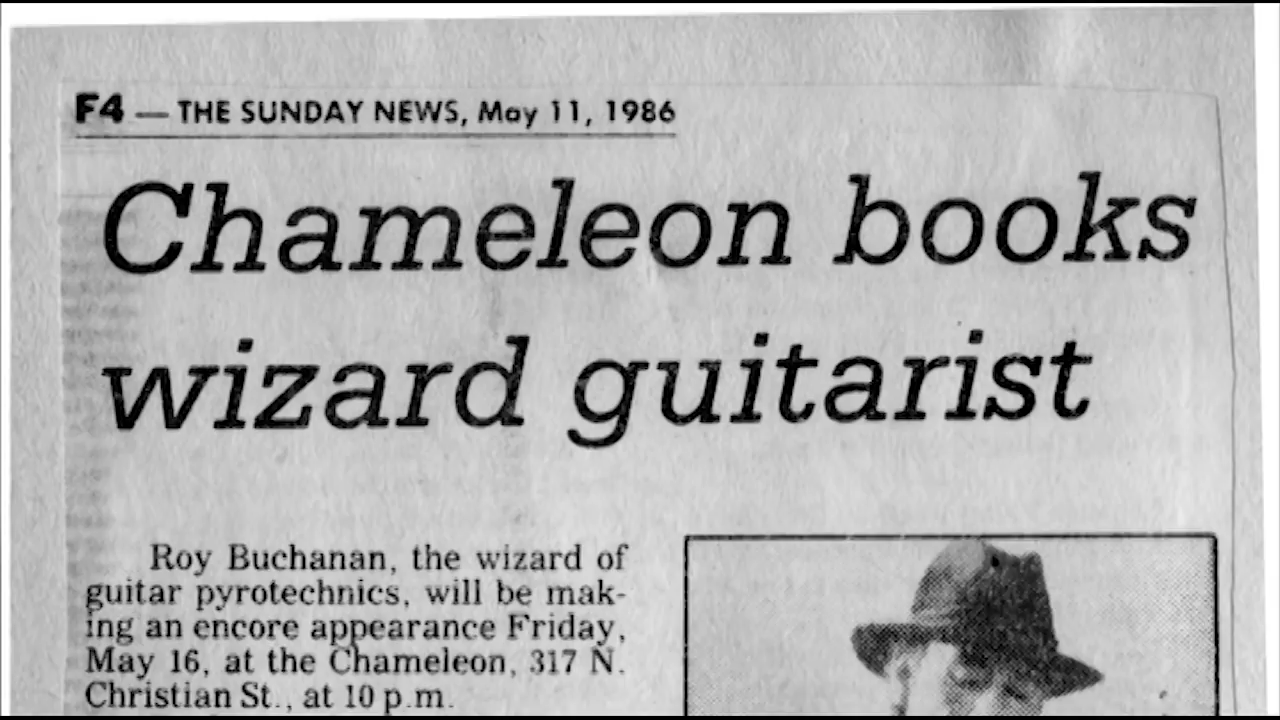 F4 — THE SUNDAY NEWS, May 11, 1986
Chameleon books
wizard guitarist
Roy Buchanan, the wizard of
guitar pyrotechnics, will be mak-
ing an encore appearance Friday,
May 16, at the Chameleon, 317 N.
Christian St., at 10 p.m.